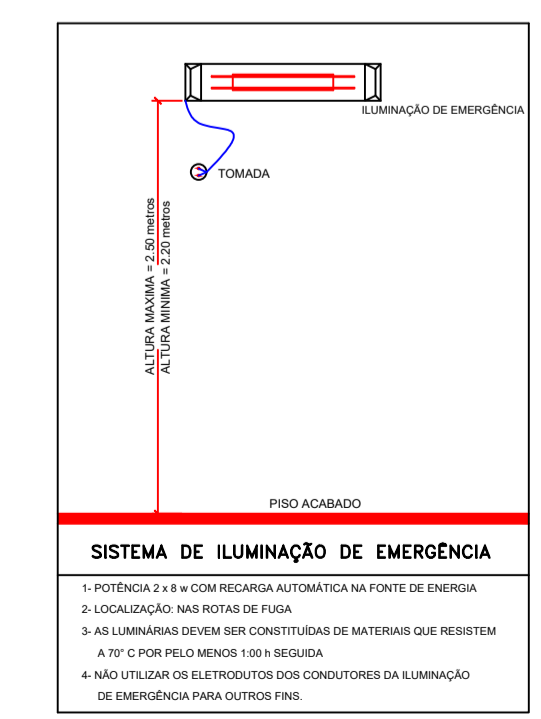 ILUMINAÇÃO DE EMERGÊNCIA
TOMADA
ALTURA MAXIMA = 2.50 metros
ALTURA MINIMA = 2.20 metros
PISO ACABADO
SISTEMA DE ILUMINAÇÃO DE EMERGÊNCIA
1- POTÊNCIA 2 x 8 w COM RECARGA AUTOMÁTICA NA FONTE DE ENERGIA
2- LOCALIZAÇÃO: NAS ROTAS DE FUGA
3- AS LUMINÁRIAS DEVEM SER CONSTITUÍDAS DE MATERIAIS QUE RESISTEM
A 70° C POR PELO MENOS 1:00 h SEGUIDA
4- NÃO UTILIZAR OS ELETRODUTOS DOS CONDUTORES DA ILUMINAÇÃO
DE EMERGÊNCIA PARA OUTROS FINS.